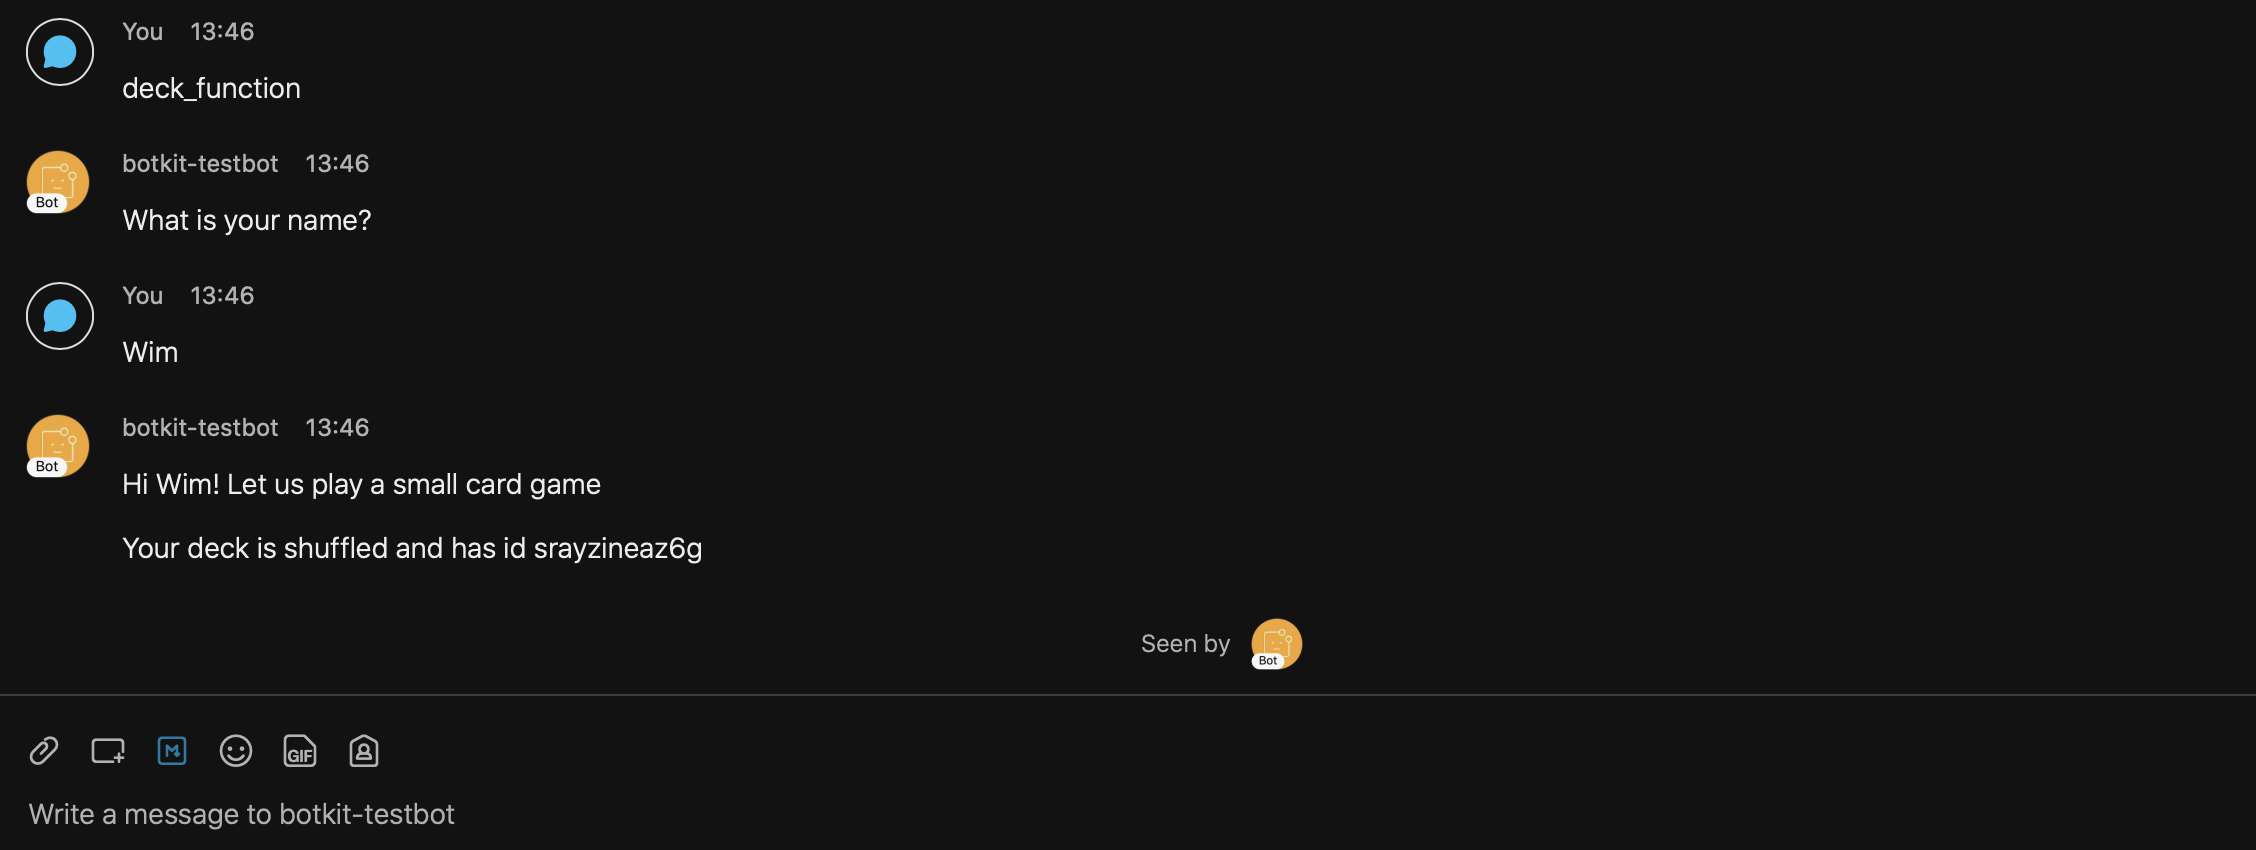 You 13:46
deck_function
botkit-testbot 13:46
Bot
What is your name?
You 13:46
Wim
botkit-testbot 13:46
Bot
Hi Wim! Let us play a small card game
Your deck is shuffled and has id srayzineaz6g
Seen by
Bot
M
GIF
Write a message to botkit-testbot